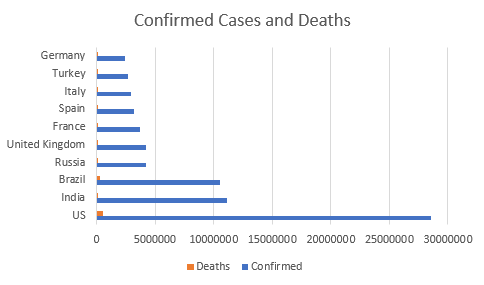 Confirmed Cases and Deaths
Germany
Turkey
Italy
Spain
France
United Kingdom
Russia
Brazil
India
US
0 5000000 10000000 15000000 20000000 25000000 30000000
Deaths Confirmed